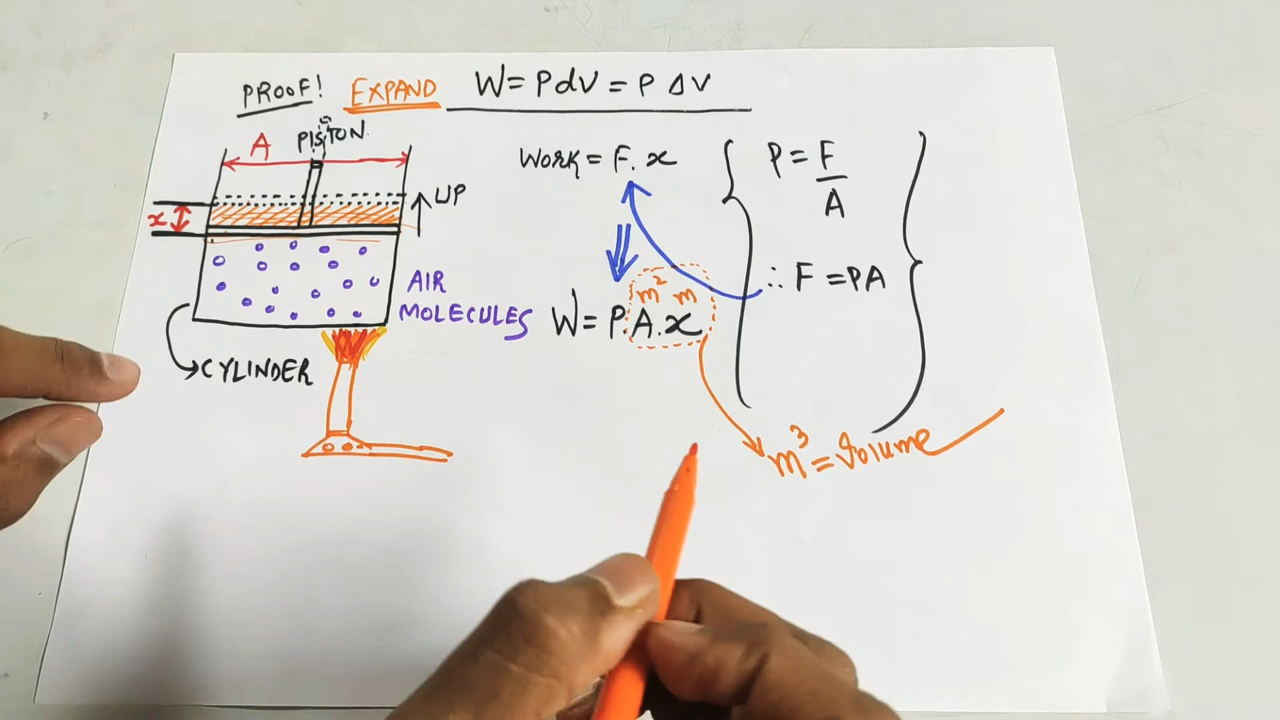 PROOF! EXPAND W = PdV = P ΔV
A PISTON
WORK = F. x
P = F
A
x
UP
∴ F = PA
AIR
MOLECULES
m² m
W = P.A.x
CYLINDER
m³ = Volume